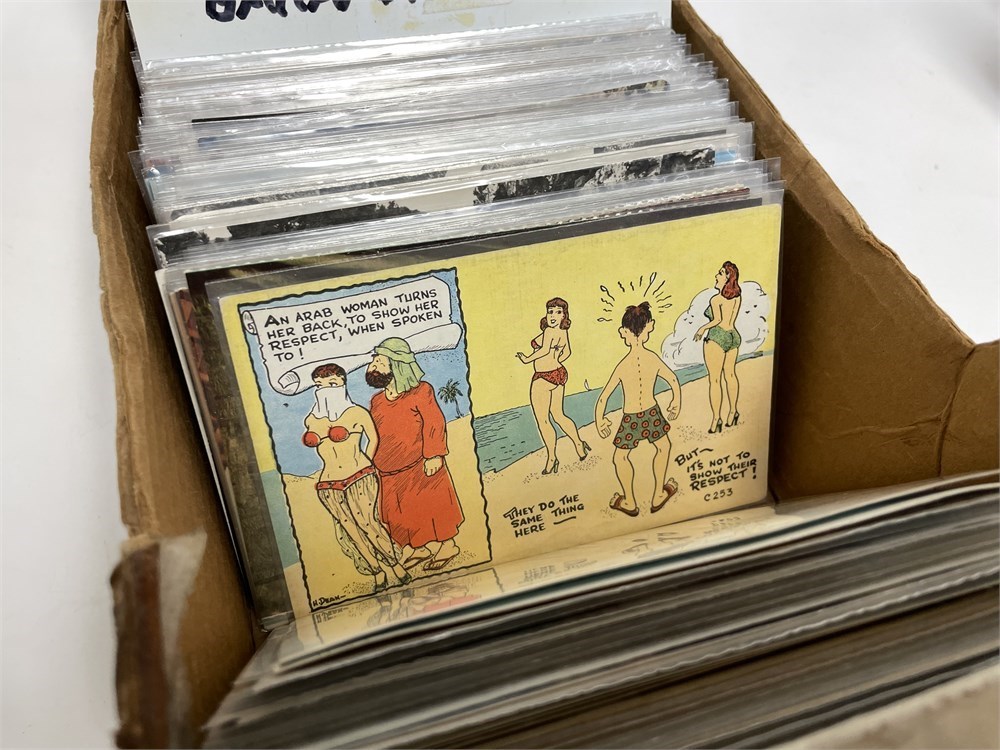 AN ARAB WOMAN TURNS
HER BACK, TO SHOW HER
RESPECT, WHEN SPOKEN
TO!
THEY DO THE
SAME THING
HERE —
BUT—
IT'S NOT TO
SHOW THEIR
RESPECT!
C253
H. DEAN—